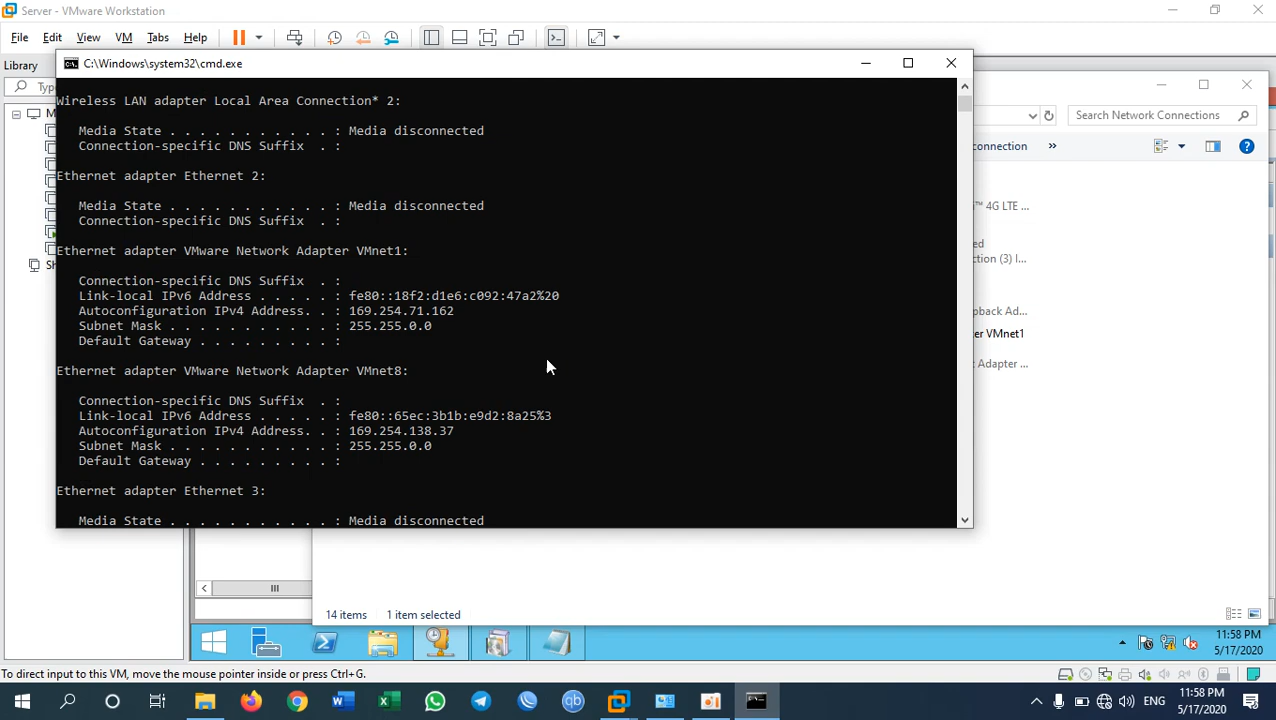 Server - VMware Workstation
File Edit View VM Tabs Help
Library
C:\Windows\system32\cmd.exe
Search Network Connections
connection »
Wireless LAN adapter Local Area Connection* 2:
Media State . . . . . . . . . . . : Media disconnected
Connection-specific DNS Suffix . :
Ethernet adapter Ethernet 2:
Media State . . . . . . . . . . . : Media disconnected
Connection-specific DNS Suffix . :
Ethernet adapter VMware Network Adapter VMnet1:
Connection-specific DNS Suffix . :
Link-local IPv6 Address . . . . . : fe80::18f2:d1e6:c092:47a2%20
Autoconfiguration IPv4 Address. . : 169.254.71.162
Subnet Mask . . . . . . . . . . . : 255.255.0.0
Default Gateway . . . . . . . . . :
Ethernet adapter VMware Network Adapter VMnet8:
Connection-specific DNS Suffix . :
Link-local IPv6 Address . . . . . : fe80::65ec:3b1b:e9d2:8a25%3
Autoconfiguration IPv4 Address. . : 169.254.138.37
Subnet Mask . . . . . . . . . . . : 255.255.0.0
Default Gateway . . . . . . . . . :
Ethernet adapter Ethernet 3:
Media State . . . . . . . . . . . : Media disconnected
™ 4G LTE ...
ed
ction (3) I...
pback Ad...
er VMnet1
Adapter ...
14 items 1 item selected
11:58 PM
5/17/2020
To direct input to this VM, move the mouse pointer inside or press Ctrl+G.
ENG
11:58 PM
5/17/2020